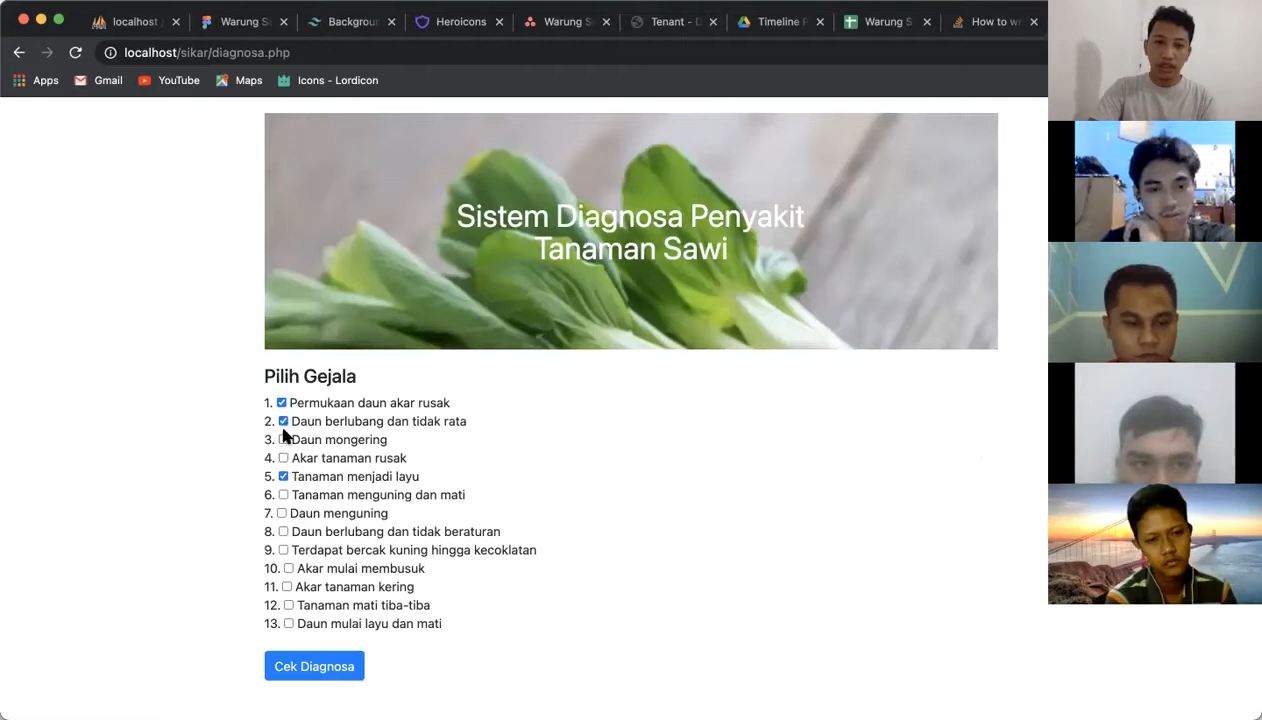 localhost /
Warung S
Backgroun
Heroicons
Warung S
Tenant - D
Timeline P
Warung S
How to w
localhost/sikar/diagnosa.php
Apps
Gmail
YouTube
Maps
Icons - Lordicon
Sistem Diagnosa Penyakit
Tanaman Sawi
Pilih Gejala
1. Permukaan daun akar rusak
2. Daun berlubang dan tidak rata
3. Daun mongering
4. Akar tanaman rusak
5. Tanaman menjadi layu
6. Tanaman menguning dan mati
7. Daun menguning
8. Daun berlubang dan tidak beraturan
9. Terdapat bercak kuning hingga kecoklatan
10. Akar mulai membusuk
11. Akar tanaman kering
12. Tanaman mati tiba-tiba
13. Daun mulai layu dan mati
Cek Diagnosa